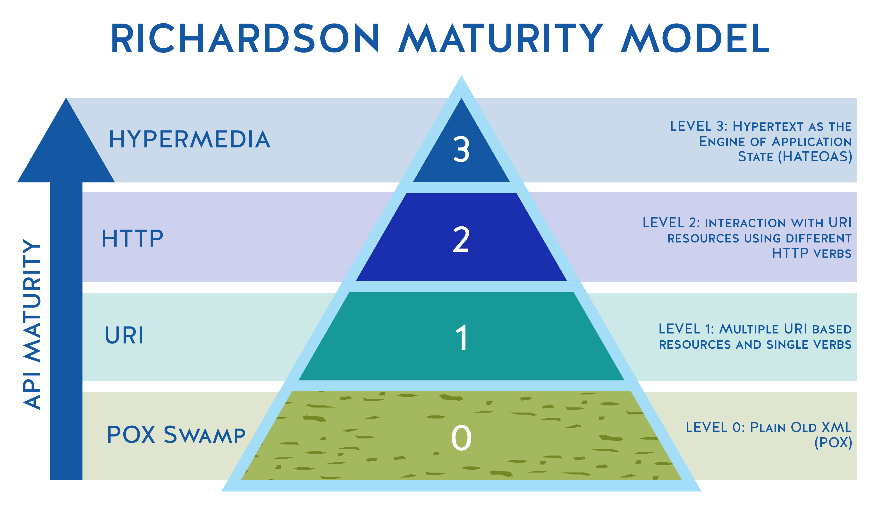 RICHARDSON MATURITY MODEL
API MATURITY
HYPERMEDIA
3
LEVEL 3: HYPERTEXT AS THE
ENGINE OF APPLICATION
STATE (HATEOAS)
HTTP
2
LEVEL 2: INTERACTION WITH URI
RESOURCES USING DIFFERENT
HTTP VERBS
URI
1
LEVEL 1: MULTIPLE URI BASED
RESOURCES AND SINGLE VERBS
POX SWAMP
0
LEVEL 0: PLAIN OLD XML
(POX)